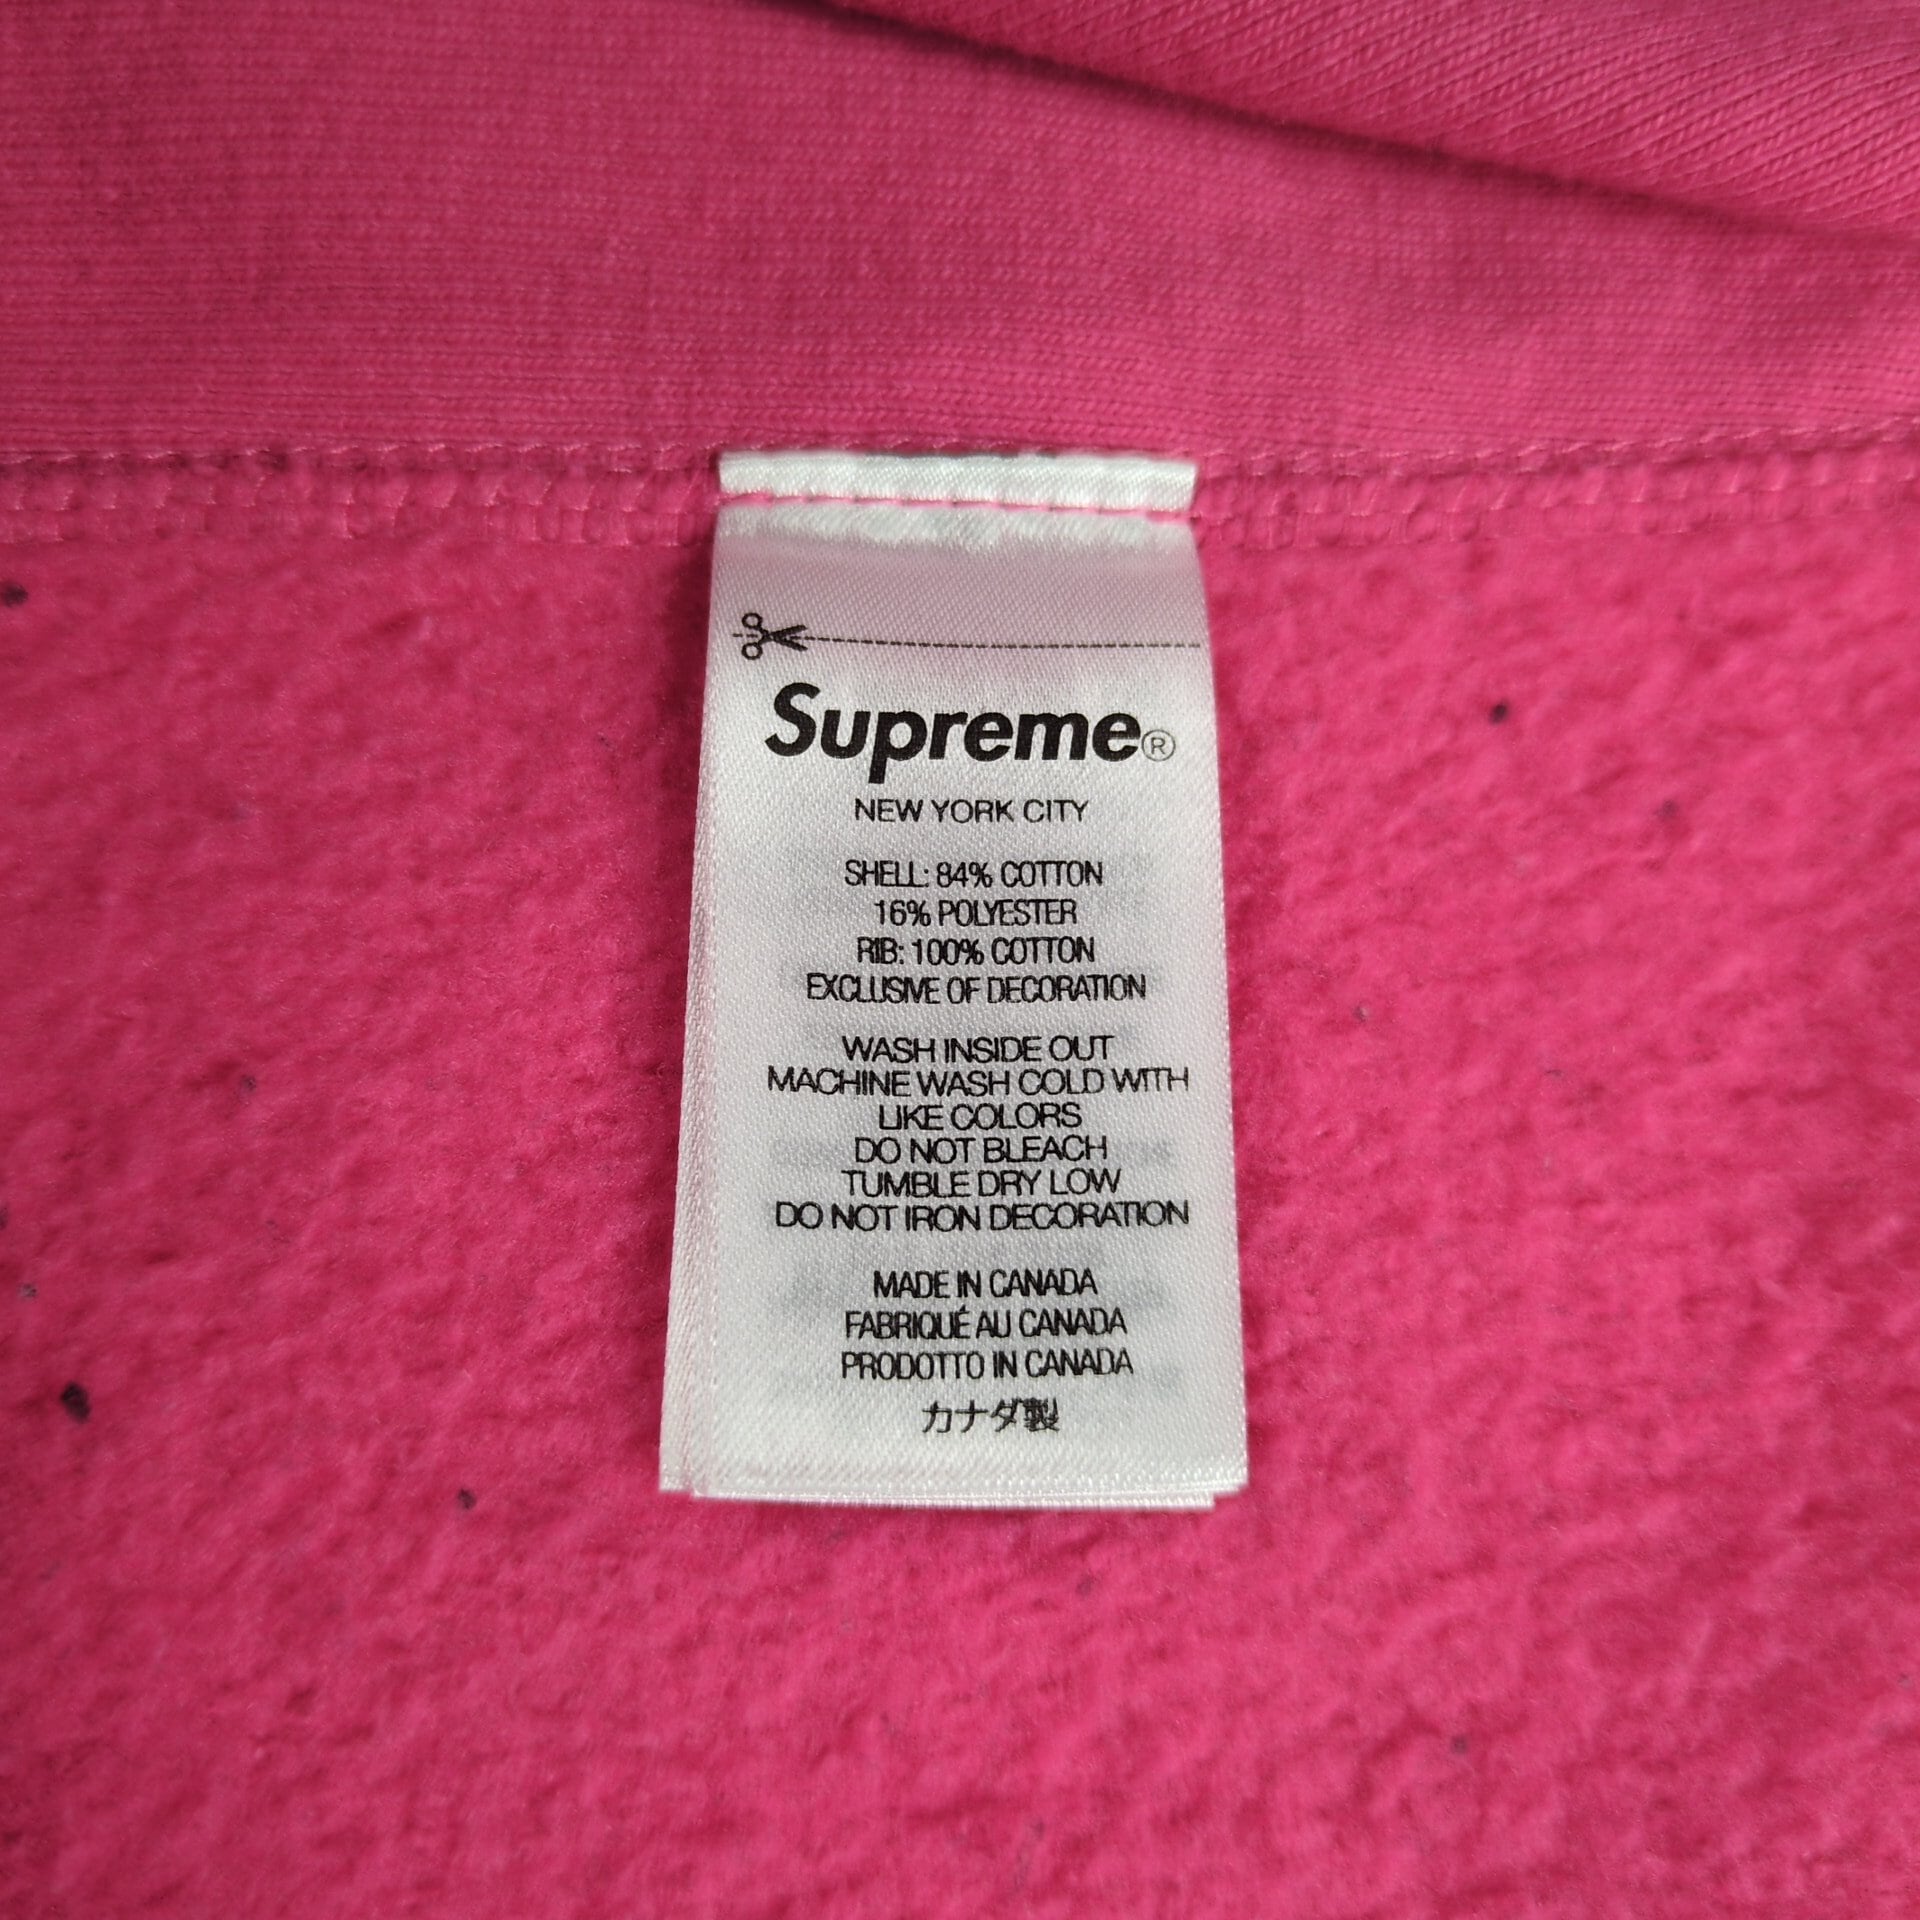 Supreme®
NEW YORK CITY
SHELL: 84% COTTON
16% POLYESTER
RIB: 100% COTTON
EXCLUSIVE OF DECORATION
WASH INSIDE OUT
MACHINE WASH COLD WITH
LIKE COLORS
DO NOT BLEACH
TUMBLE DRY LOW
DO NOT IRON DECORATION
MADE IN CANADA
FABRIQUÉ AU CANADA
PRODOTTO IN CANADA
カナダ製